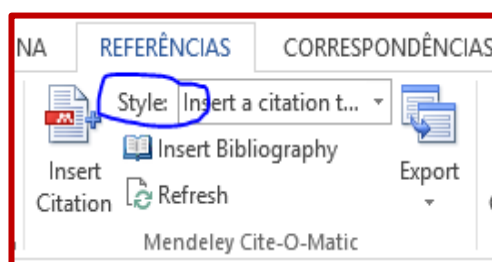 NA REFERÊNCIAS CORRESPONDÊNCIAS
Style: Insert a citation t...
Insert Bibliography
Insert Citation
Refresh
Export
Mendeley Cite-O-Matic